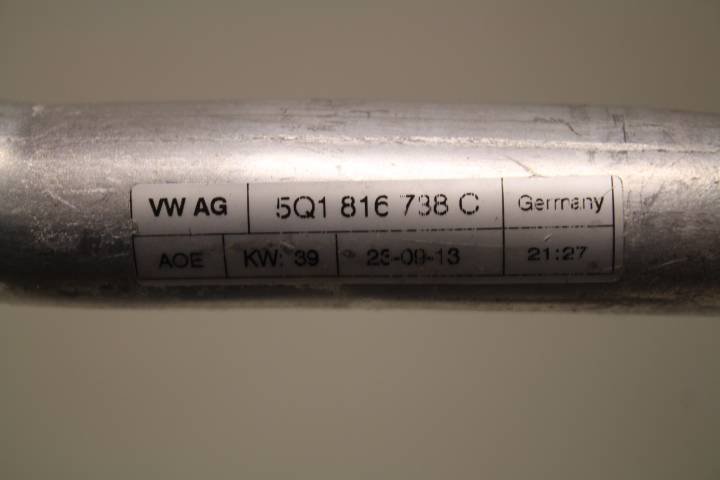 VW AG 5Q1 816 738 C Germany
AOE KW: 39 23-09-13 21:27